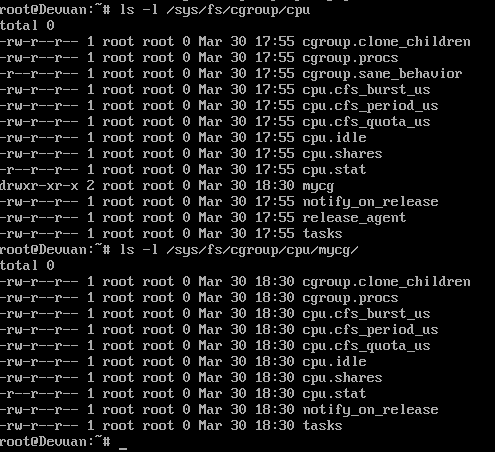 root@Devuan:~# ls -l /sys/fs/cgroup/cpu
total 0
-rw-r--r-- 1 root root 0 Mar 30 17:55 cgroup.clone_children
-rw-r--r-- 1 root root 0 Mar 30 17:55 cgroup.procs
-r--r--r-- 1 root root 0 Mar 30 17:55 cgroup.sane_behavior
-rw-r--r-- 1 root root 0 Mar 30 17:55 cpu.cfs_burst_us
-rw-r--r-- 1 root root 0 Mar 30 17:55 cpu.cfs_period_us
-rw-r--r-- 1 root root 0 Mar 30 17:55 cpu.cfs_quota_us
-rw-r--r-- 1 root root 0 Mar 30 17:55 cpu.idle
-rw-r--r-- 1 root root 0 Mar 30 17:55 cpu.shares
-r--r--r-- 1 root root 0 Mar 30 17:55 cpu.stat
drwxr-xr-x 2 root root 0 Mar 30 18:30 mycg
-rw-r--r-- 1 root root 0 Mar 30 17:55 notify_on_release
-rw-r--r-- 1 root root 0 Mar 30 17:55 release_agent
-rw-r--r-- 1 root root 0 Mar 30 17:55 tasks
root@Devuan:~# ls -l /sys/fs/cgroup/cpu/mycg/
total 0
-rw-r--r-- 1 root root 0 Mar 30 18:30 cgroup.clone_children
-rw-r--r-- 1 root root 0 Mar 30 18:30 cgroup.procs
-rw-r--r-- 1 root root 0 Mar 30 18:30 cpu.cfs_burst_us
-rw-r--r-- 1 root root 0 Mar 30 18:30 cpu.cfs_period_us
-rw-r--r-- 1 root root 0 Mar 30 18:30 cpu.cfs_quota_us
-rw-r--r-- 1 root root 0 Mar 30 18:30 cpu.idle
-rw-r--r-- 1 root root 0 Mar 30 18:30 cpu.shares
-r--r--r-- 1 root root 0 Mar 30 18:30 cpu.stat
-rw-r--r-- 1 root root 0 Mar 30 18:30 notify_on_release
-rw-r--r-- 1 root root 0 Mar 30 18:30 tasks
root@Devuan:~# _